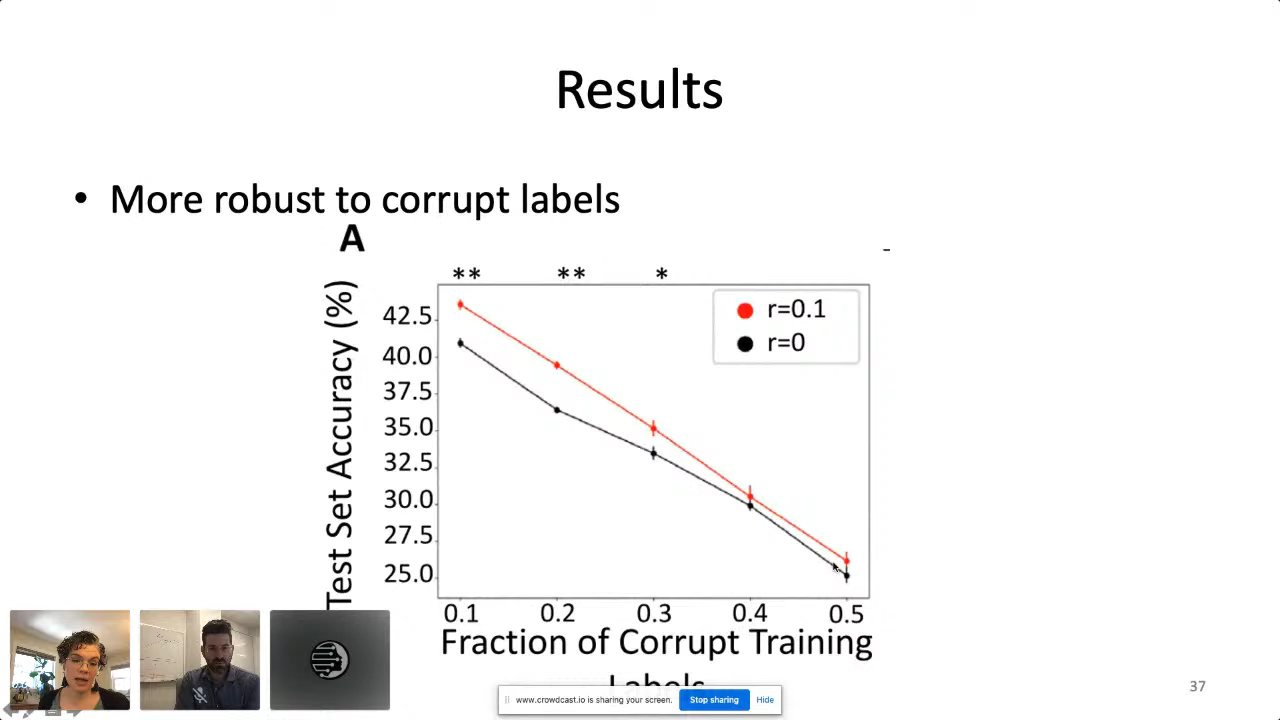 Results
• More robust to corrupt labels
A
** ** *
Test Set Accuracy (%)
42.5
40.0
37.5
35.0
32.5
30.0
27.5
25.0
r=0.1
r=0
0.1 0.2 0.3 0.4 0.5
Fraction of Corrupt Training
Labels
www.crowdcast.io is sharing your screen. Stop sharing Hide
37